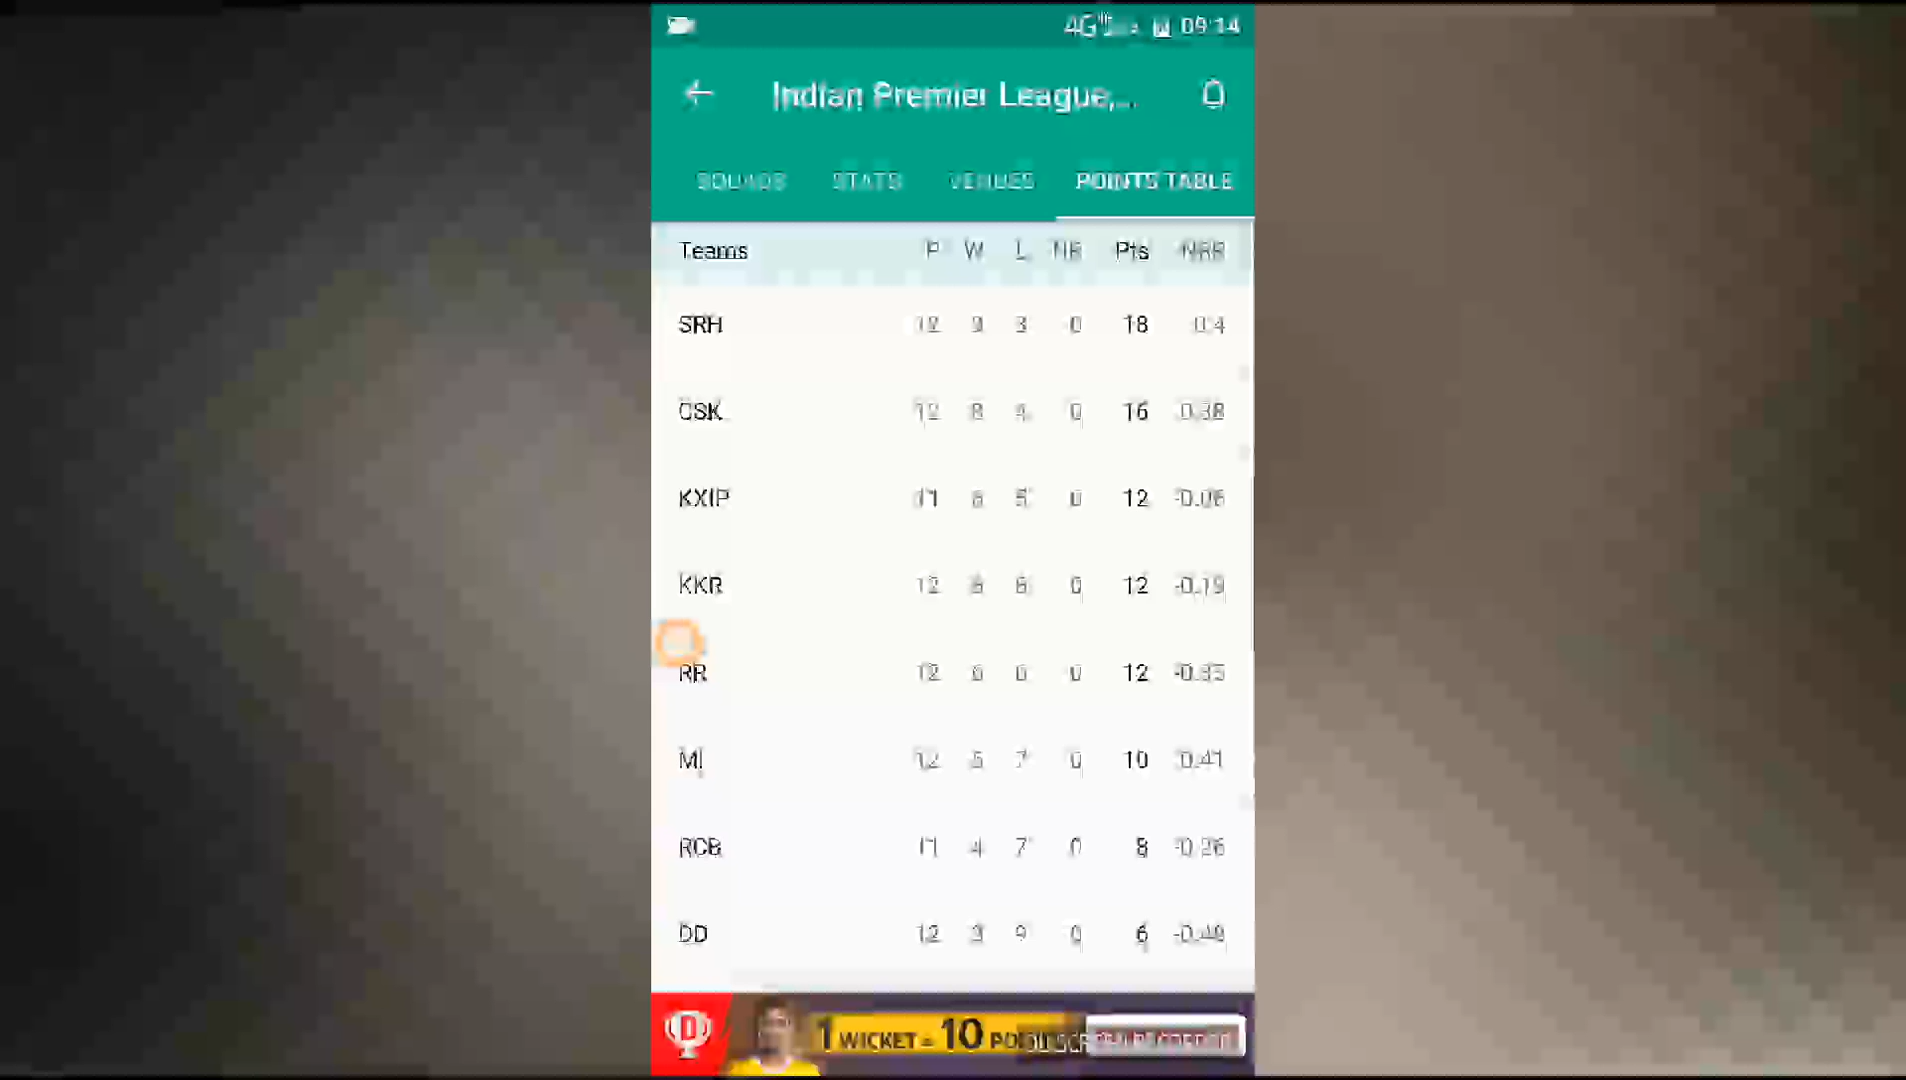 4G 09:14
Indian Premier League,...
SQUADS STATS VENUES POINTS TABLE
Teams P W L NR Pts NRR
SRH 12 9 3 0 18 0.4
CSK 12 8 4 0 16 0.38
KXIP 11 6 5 0 12 -0.06
KKR 12 6 6 0 12 -0.19
RR 12 6 6 0 12 -0.35
MI 12 5 7 0 10 0.41
RCB 11 4 7 0 8 -0.26
DD 12 3 9 0 6 -0.48
D 1 WICKET = 10